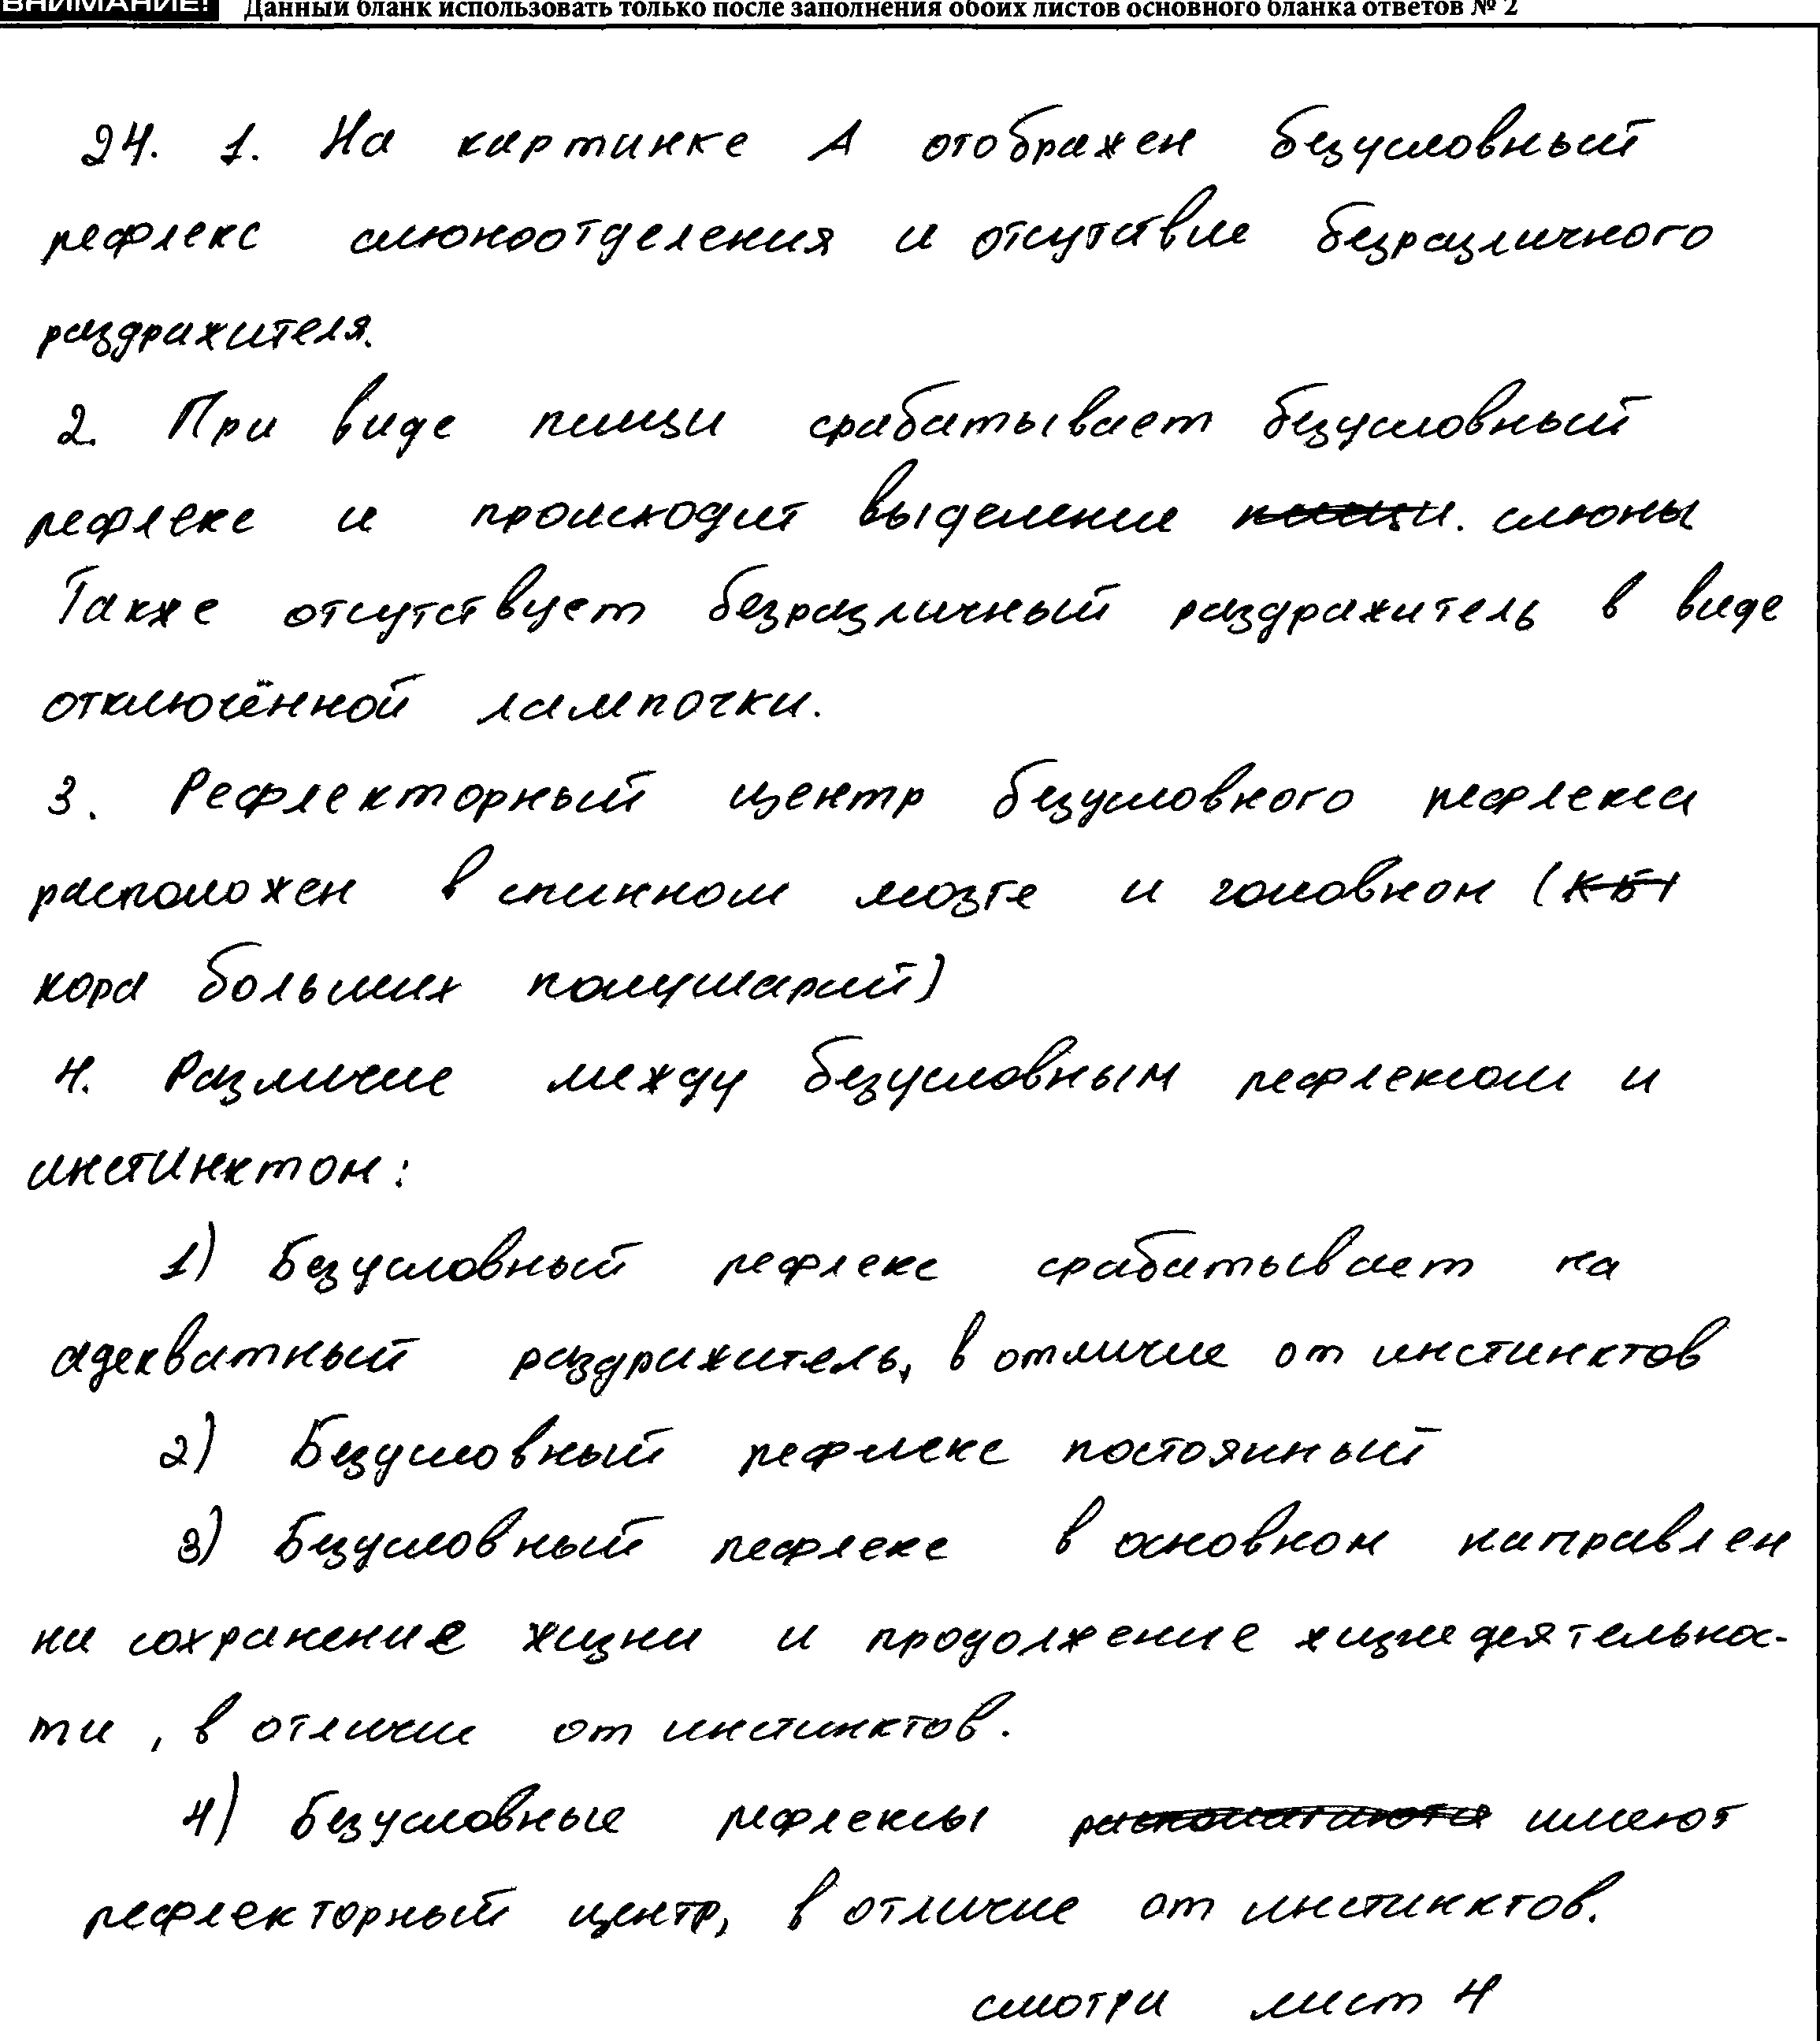 ВНИМАНИЕ! Данный бланк использовать только после заполнения обоих листов основного бланка ответов № 2
24. 1. На картинке А отображен безусловный
рефлекс слюноотделения и отсутствие безразличного
раздражителя.
2. При виде пищи срабатывает безусловный
рефлекс и происходит выделение пищи. слюны
Также отсутствует безразличный раздражитель в виде
отключённой лампочки.
3. Рефлекторный центр безусловного рефлекса
расположен в спинном мозге и головном (КБ
кора больших полушарий)
4. Различие между безусловным рефлексом и
инстинктом:
1) Безусловный рефлекс срабатывает на
адекватный раздражитель, в отличие от инстинктов
2) Безусловный рефлекс постоянный
3) Безусловный рефлекс в основном направлен
на сохранение жизни и продолжение жизнедеятельнос-
ти, в отличии от инстинктов.
4) Безусловные рефлексы располагаются имеют
рефлекторный центр, в отличие от инстинктов.
смотри лист 4